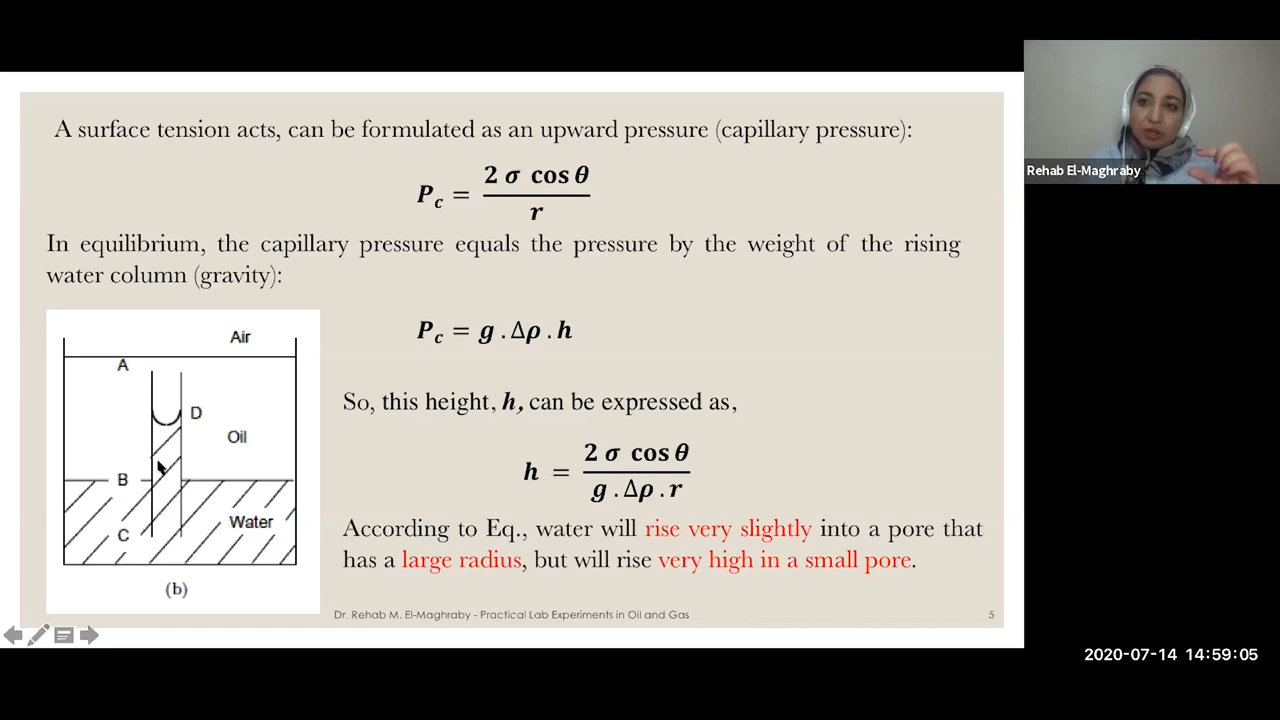 A surface tension acts, can be formulated as an upward pressure (capillary pressure):
P_c = 2 σ cos θ / r
In equilibrium, the capillary pressure equals the pressure by the weight of the rising
water column (gravity):
P_c = g . Δρ . h
So, this height, h, can be expressed as,
h = 2 σ cos θ / g . Δρ . r
According to Eq., water will rise very slightly into a pore that
has a large radius, but will rise very high in a small pore.
Air
A
D
Oil
B
Water
C
(b)
Dr. Rehab M. El-Maghraby - Practical Lab Experiments in Oil and Gas
5
Rehab El-Maghraby
2020-07-14 14:59:05